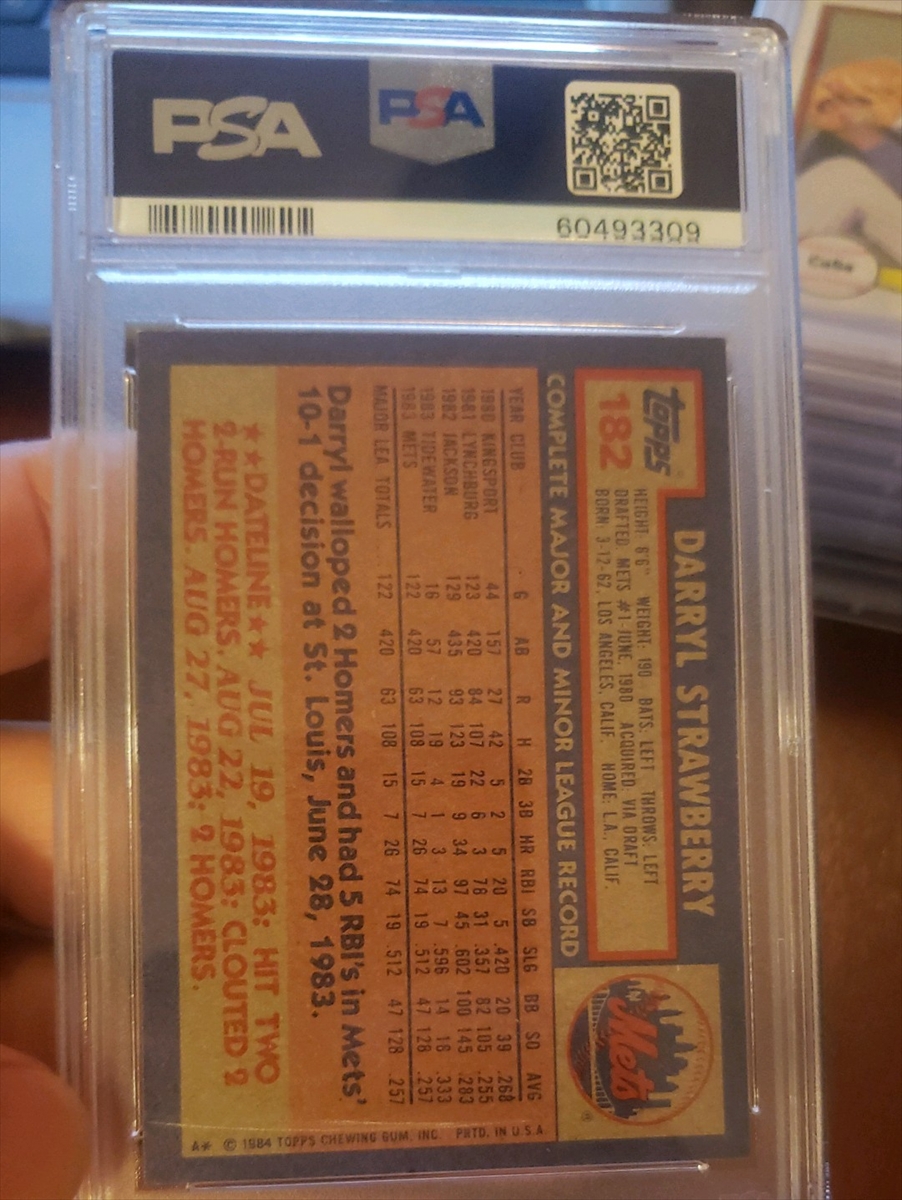 PSA
PSA
60493309
Topps
182
DARRYL STRAWBERRY
HEIGHT: 6'6" WEIGHT: 190 BATS: LEFT THROWS: LEFT
DRAFTED: METS #1-JUNE, 1980 ACQUIRED: VIA DRAFT
BORN: 3-12-62, LOS ANGELES, CALIF. HOME: L.A., CALIF.
IN Mets ®
COMPLETE MAJOR AND MINOR LEAGUE RECORD
YEAR CLUB G AB R H 2B 3B HR RBI SB SLG BB SO AVG
1980 KINGSPORT 44 157 27 42 5 2 5 20 5 .420 20 39 .268
1981 LYNCHBURG 123 420 84 107 22 6 3 78 31 .357 82 105 .255
1982 JACKSON 129 435 93 123 19 9 34 97 45 .602 100 145 .283
1983 TIDEWATER 16 57 12 19 4 1 3 13 7 .596 14 18 .333
1983 METS 122 420 63 108 15 7 26 74 19 .512 47 128 .257
MAJOR LEA. TOTALS 122 420 63 108 15 7 26 74 19 .512 47 128 .257
Darryl walloped 2 Homers and had 5 RBI's in Mets'
10-1 decision at St. Louis, June 28, 1983.
★★DATELINE★★ JUL 19, 1983: HIT TWO
2-RUN HOMERS. AUG 22, 1983: CLOUTED 2
HOMERS. AUG 27, 1983: 2 HOMERS.
A* © 1984 TOPPS CHEWING GUM, INC. PRTD. IN U.S.A.
Cubs